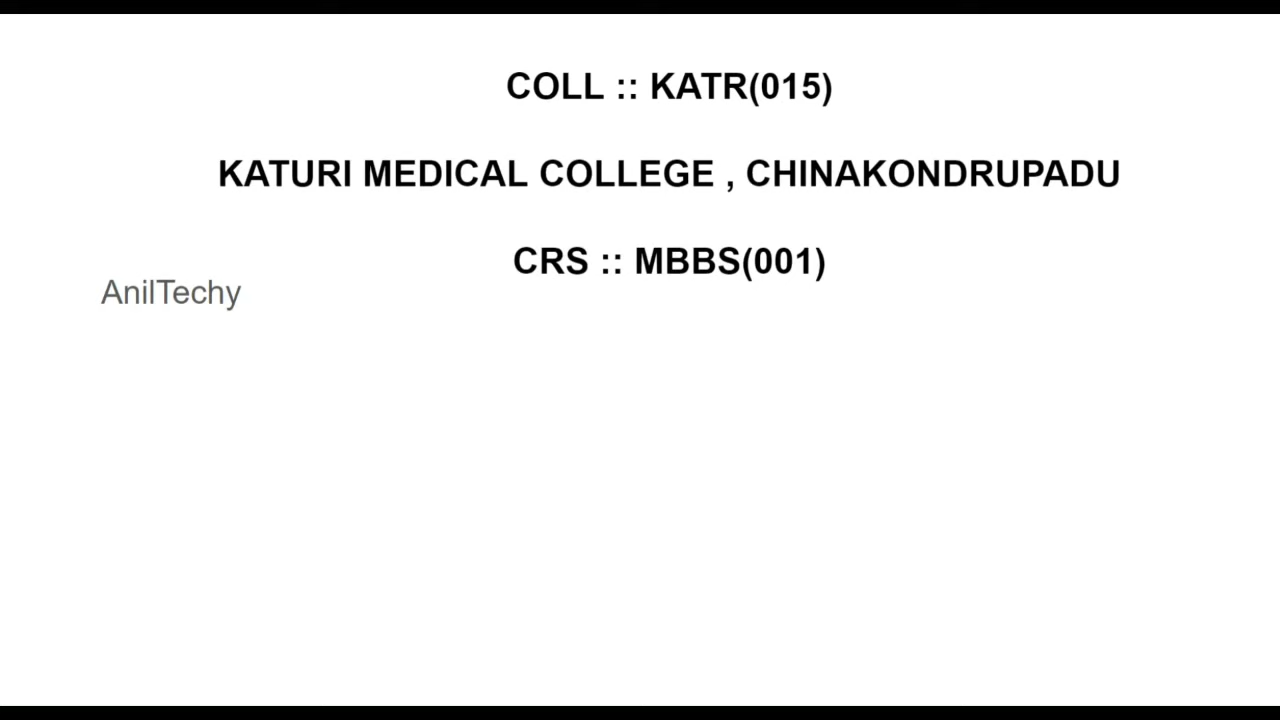 COLL :: KATR(015)
KATURI MEDICAL COLLEGE , CHINAKONDRUPADU
CRS :: MBBS(001)
AnilTechy